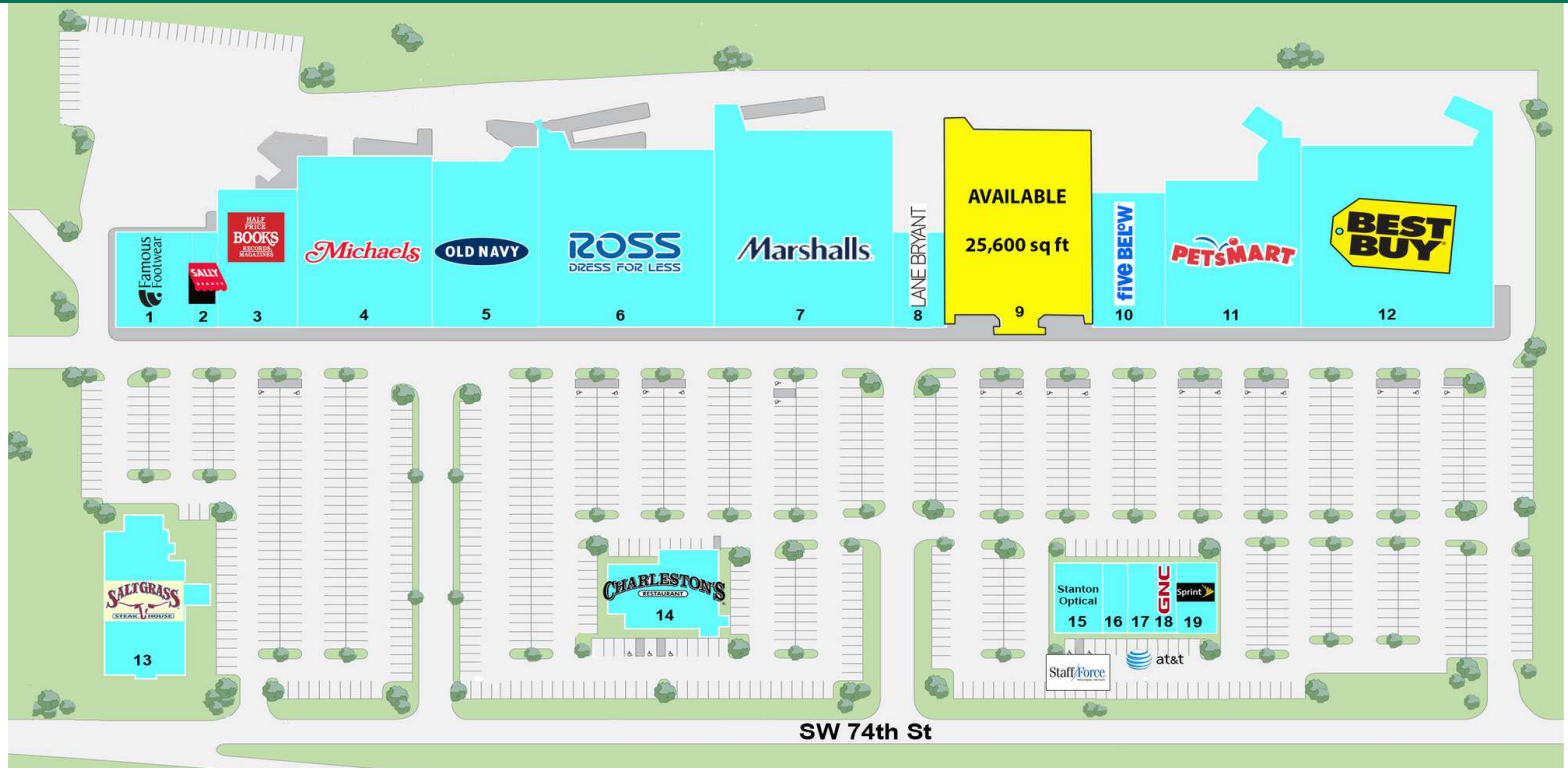 Famous
Footwear
1
SALLY
BEAUTY
2
HALF
PRICE
BOOKS
RECORDS,
MAGAZINES
3
Michaels
4
OLD NAVY
5
ROSS
DRESS FOR LESS
6
Marshalls
7
LANE BRYANT
8
AVAILABLE
25,600 sq ft
9
five BELOW
10
PETSMART
11
BEST
BUY
12
SALTGRASS
STEAK HOUSE
13
CHARLESTON'S
RESTAURANT
14
Stanton
Optical
15
16
17
GNC
18
Sprint
19
StaffForce
at&t
SW 74th St